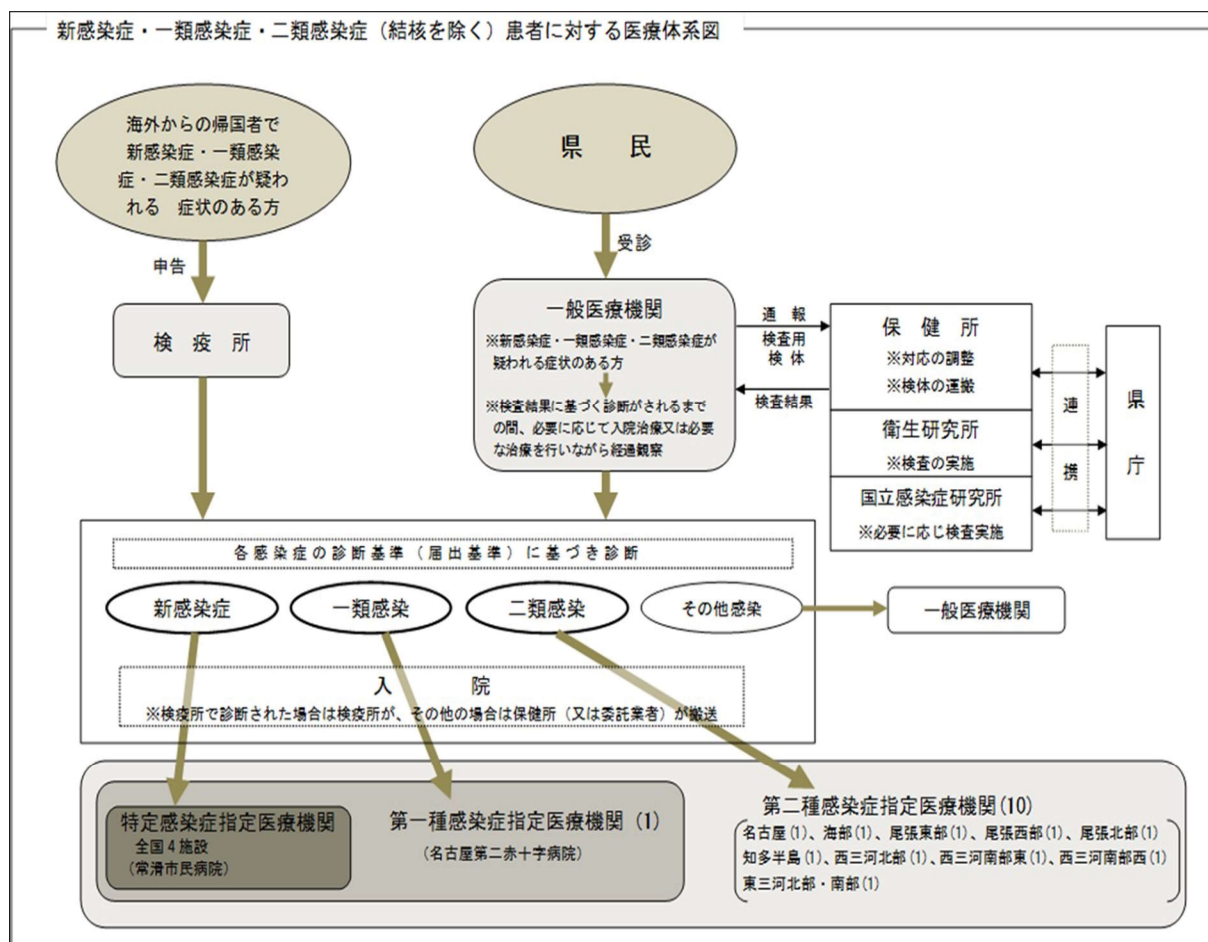 新感染症・一類感染症・二類感染症（結核を除く）患者に対する医療体系図
海外からの帰国者で
新感染症・一類感染
症・二類感染症が疑わ
れる　症状のある方
県　民
申告
受診
検 疫 所
一般医療機関
※新感染症・一類感染症・二類感染症が
疑われる症状のある方
※検査結果に基づく診断がされるまで
の間、必要に応じて入院治療又は必要
な治療を行いながら経過観察
通 報
検査用
検 体
検査結果
保 健 所
※対応の調整
※検体の運搬
衛生研究所
※検査の実施
国立感染症研究所
※必要に応じ検査実施
連
携
県
庁
各感染症の診断基準（届出基準）に基づき診断
新感染症
一類感染
二類感染
その他感染
一般医療機関
入　院
※検疫所で診断された場合は検疫所が、その他の場合は保健所（又は委託業者）が搬送
特定感染症指定医療機関
全国４施設
（常滑市民病院）
第一種感染症指定医療機関（1）
（名古屋第二赤十字病院）
第二種感染症指定医療機関(10)
名古屋(1)、海部(1)、尾張東部(1)、尾張西部(1)、尾張北部(1)
知多半島(1)、西三河北部(1)、西三河南部東(1)、西三河南部西(1)
東三河北部・南部(1)